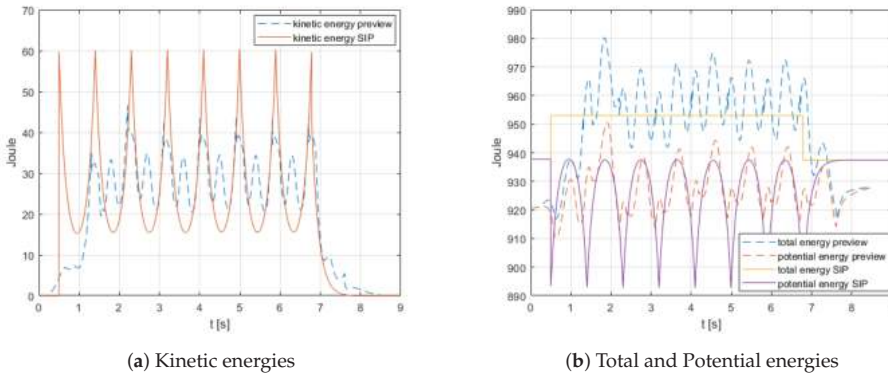 70
60
50
40
30
20
10
0
Joule
0 1 2 3 4 5 6 7 8 9
t [s]
kinetic energy preview
kinetic energy SIP
(a) Kinetic energies
990
980
970
960
950
940
930
920
910
900
890
Joule
0 1 2 3 4 5 6 7 8
t [s]
total energy preview
potential energy preview
total energy SIP
potential energy SIP
(b) Total and Potential energies